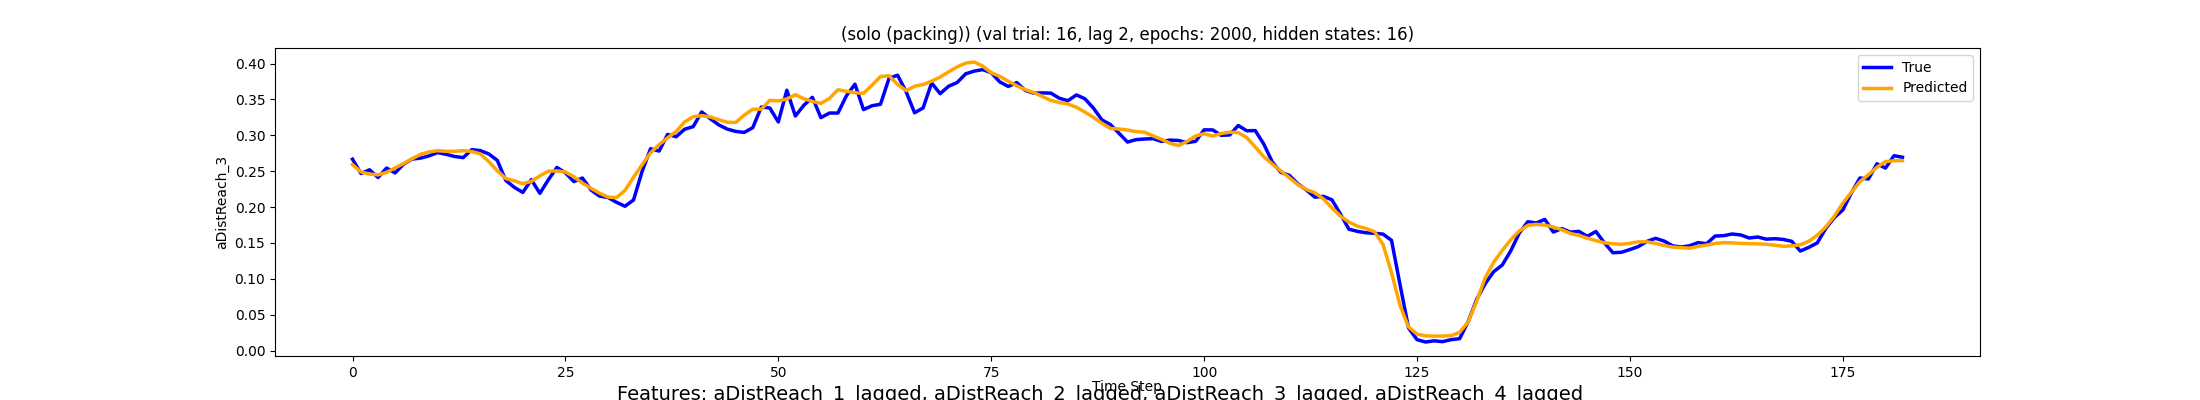 (solo (packing)) (val trial: 16, lag 2, epochs: 2000, hidden states: 16)
True
Predicted
aDistReach_3
0.40
0.35
0.30
0.25
0.20
0.15
0.10
0.05
0.00
0 25 50 75 100 125 150 175
Time Step
Features: aDistReach_1_lagged, aDistReach_2_lagged, aDistReach_3_lagged, aDistReach_4_lagged